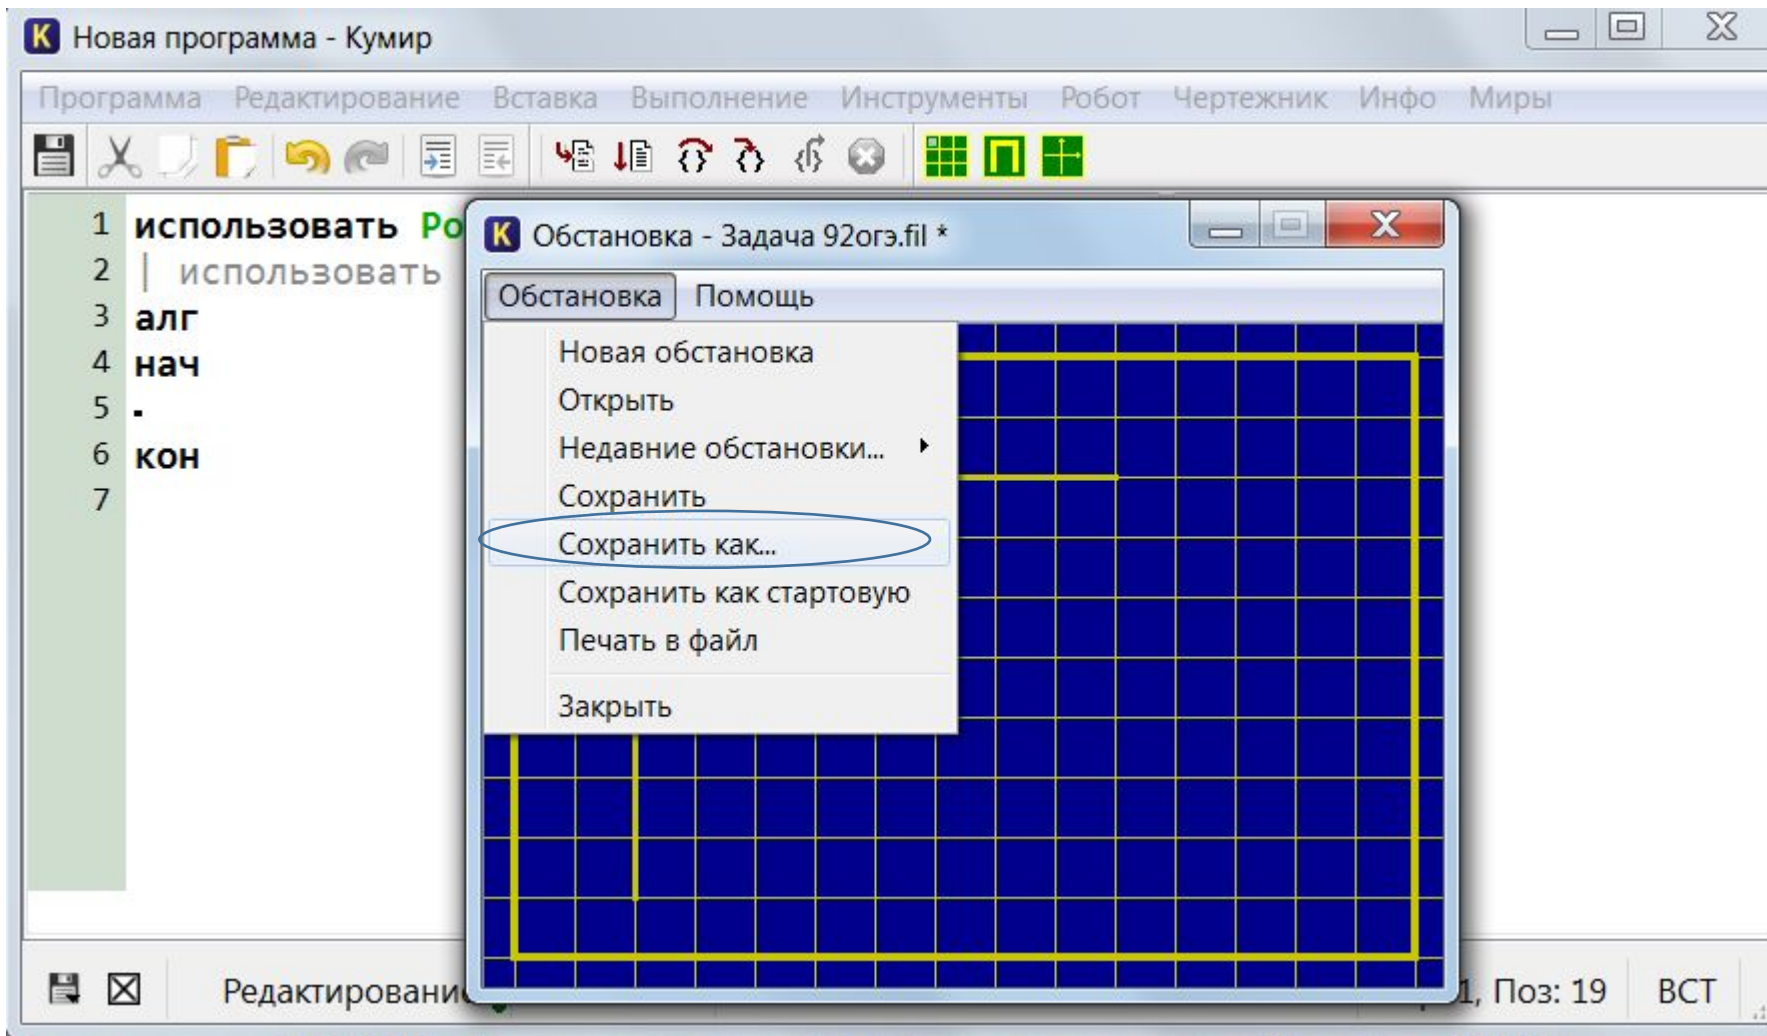 Новая программа - Кумир
Программа Редактирование Вставка Выполнение Инструменты Робот Чертежник Инфо Миры
1 использовать Ро
2 | использовать
3 алг
4 нач
5 .
6 кон
7
Обстановка - Задача 92огэ.fil *
Обстановка Помощь
Новая обстановка
Открыть
Недавние обстановки...
Сохранить
Сохранить как...
Сохранить как стартовую
Печать в файл
Закрыть
Редактирование 1, Поз: 19 ВСТ